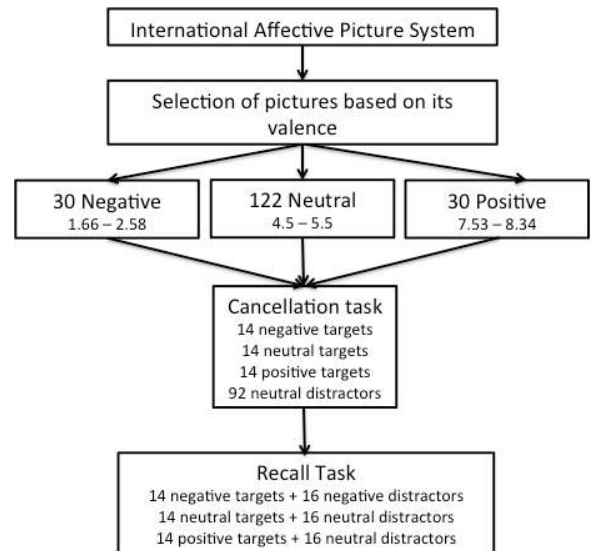 International Affective Picture System
Selection of pictures based on its
valence
30 Negative
1.66 – 2.58
122 Neutral
4.5 – 5.5
30 Positive
7.53 – 8.34
Cancellation task
14 negative targets
14 neutral targets
14 positive targets
92 neutral distractors
Recall Task
14 negative targets + 16 negative distractors
14 neutral targets + 16 neutral distractors
14 positive targets + 16 neutral distractors